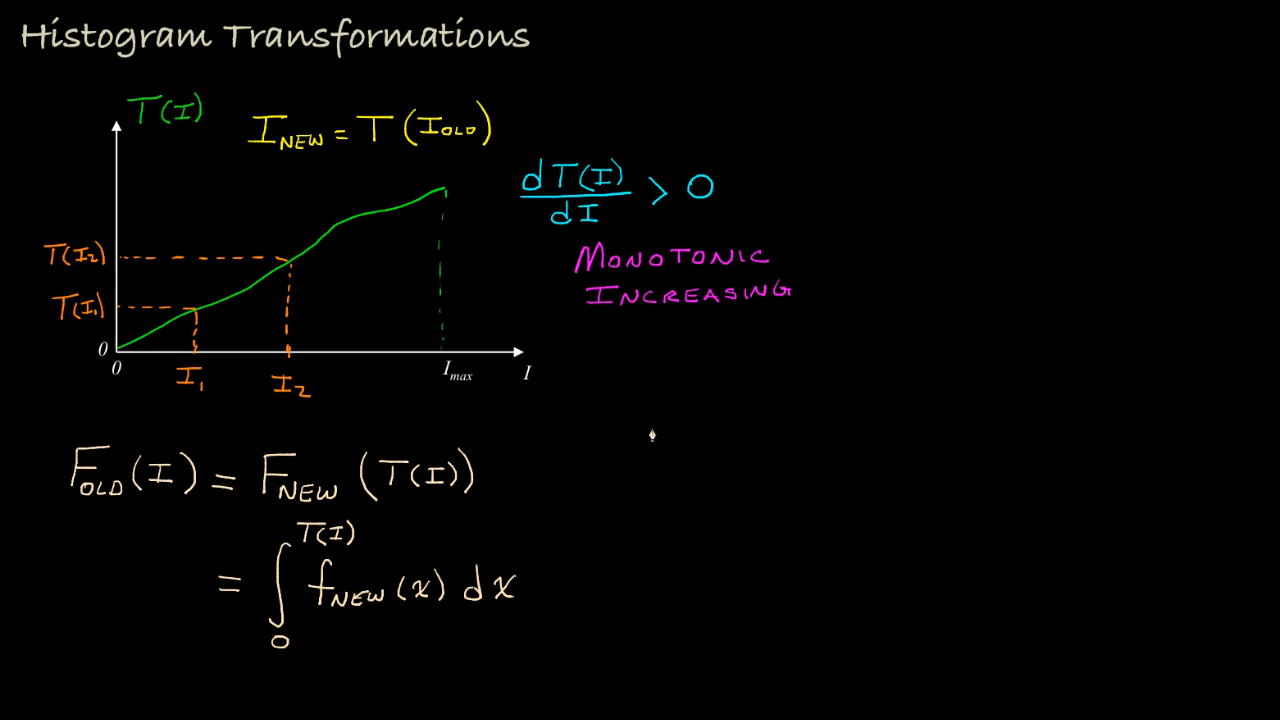 Histogram Transformations
T(I)
I_NEW = T(I_OLD)
dT(I)/dI > 0
MONOTONIC
INCREASING
T(I₂)
T(I₁)
0
0
I₁
I₂
I_max
I
F_OLD(I) = F_NEW(T(I))
= ∫₀^T(I) f_NEW(x) dx